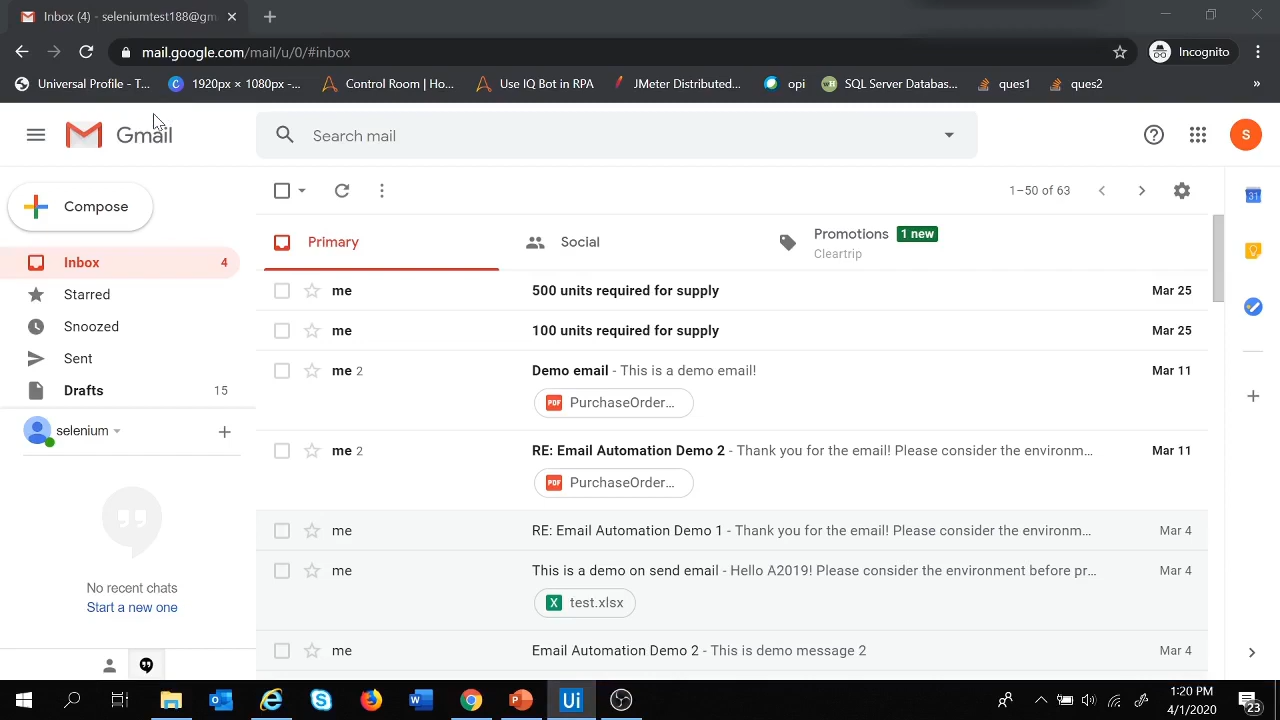 Inbox (4) - seleniumtest188@gm
mail.google.com/mail/u/0/#inbox
Incognito
Universal Profile - T...
1920px × 1080px -...
Control Room | Ho...
Use IQ Bot in RPA
JMeter Distributed...
opi
SQL Server Databas...
ques1
ques2
»
Gmail
Search mail
S
Compose
1–50 of 63
Primary
Social
Promotions 1 new
Cleartrip
31
Inbox 4
Starred
Snoozed
Sent
Drafts 15
selenium
me 500 units required for supply Mar 25
me 100 units required for supply Mar 25
me 2 Demo email - This is a demo email! Mar 11
PDF PurchaseOrder...
me 2 RE: Email Automation Demo 2 - Thank you for the email! Please consider the environm... Mar 11
PDF PurchaseOrder...
me RE: Email Automation Demo 1 - Thank you for the email! Please consider the environm... Mar 4
me This is a demo on send email - Hello A2019! Please consider the environment before pr... Mar 4
X test.xlsx
me Email Automation Demo 2 - This is demo message 2 Mar 4
No recent chats
Start a new one
Ui
1:20 PM
4/1/2020
23